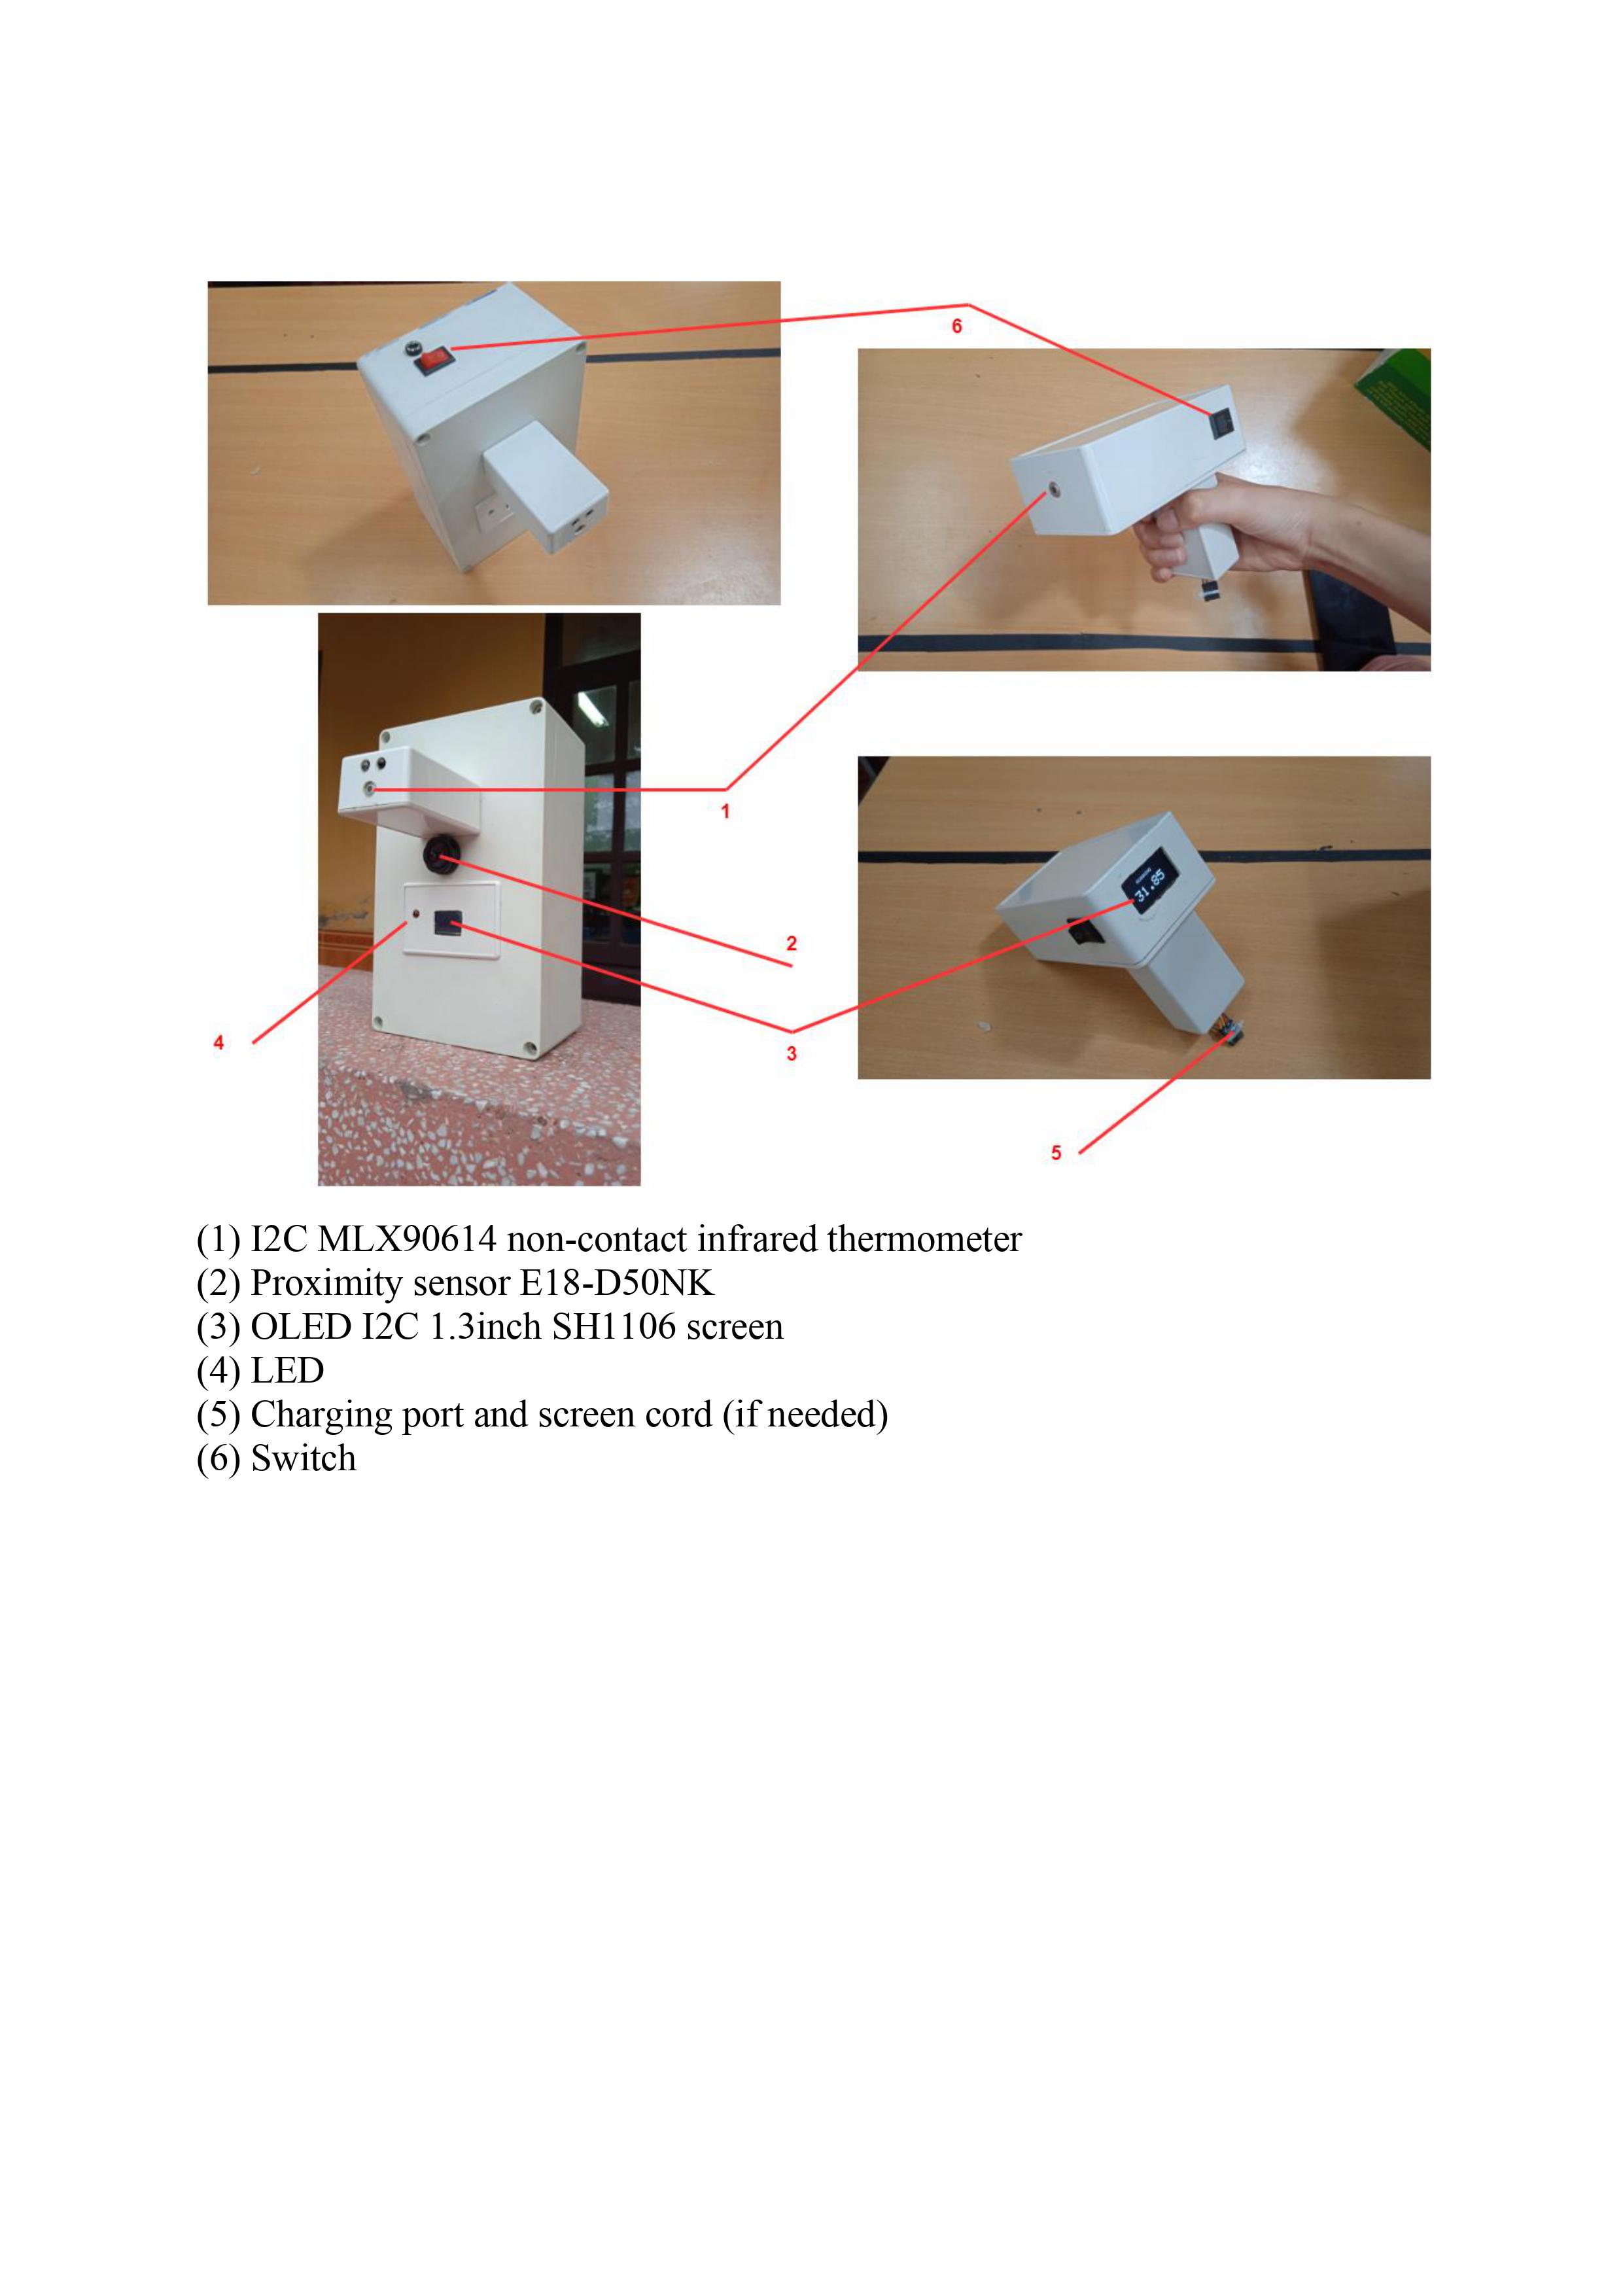 6
1
2
4
3
31.85
5
(1) I2C MLX90614 non-contact infrared thermometer
(2) Proximity sensor E18-D50NK
(3) OLED I2C 1.3inch SH1106 screen
(4) LED
(5) Charging port and screen cord (if needed)
(6) Switch